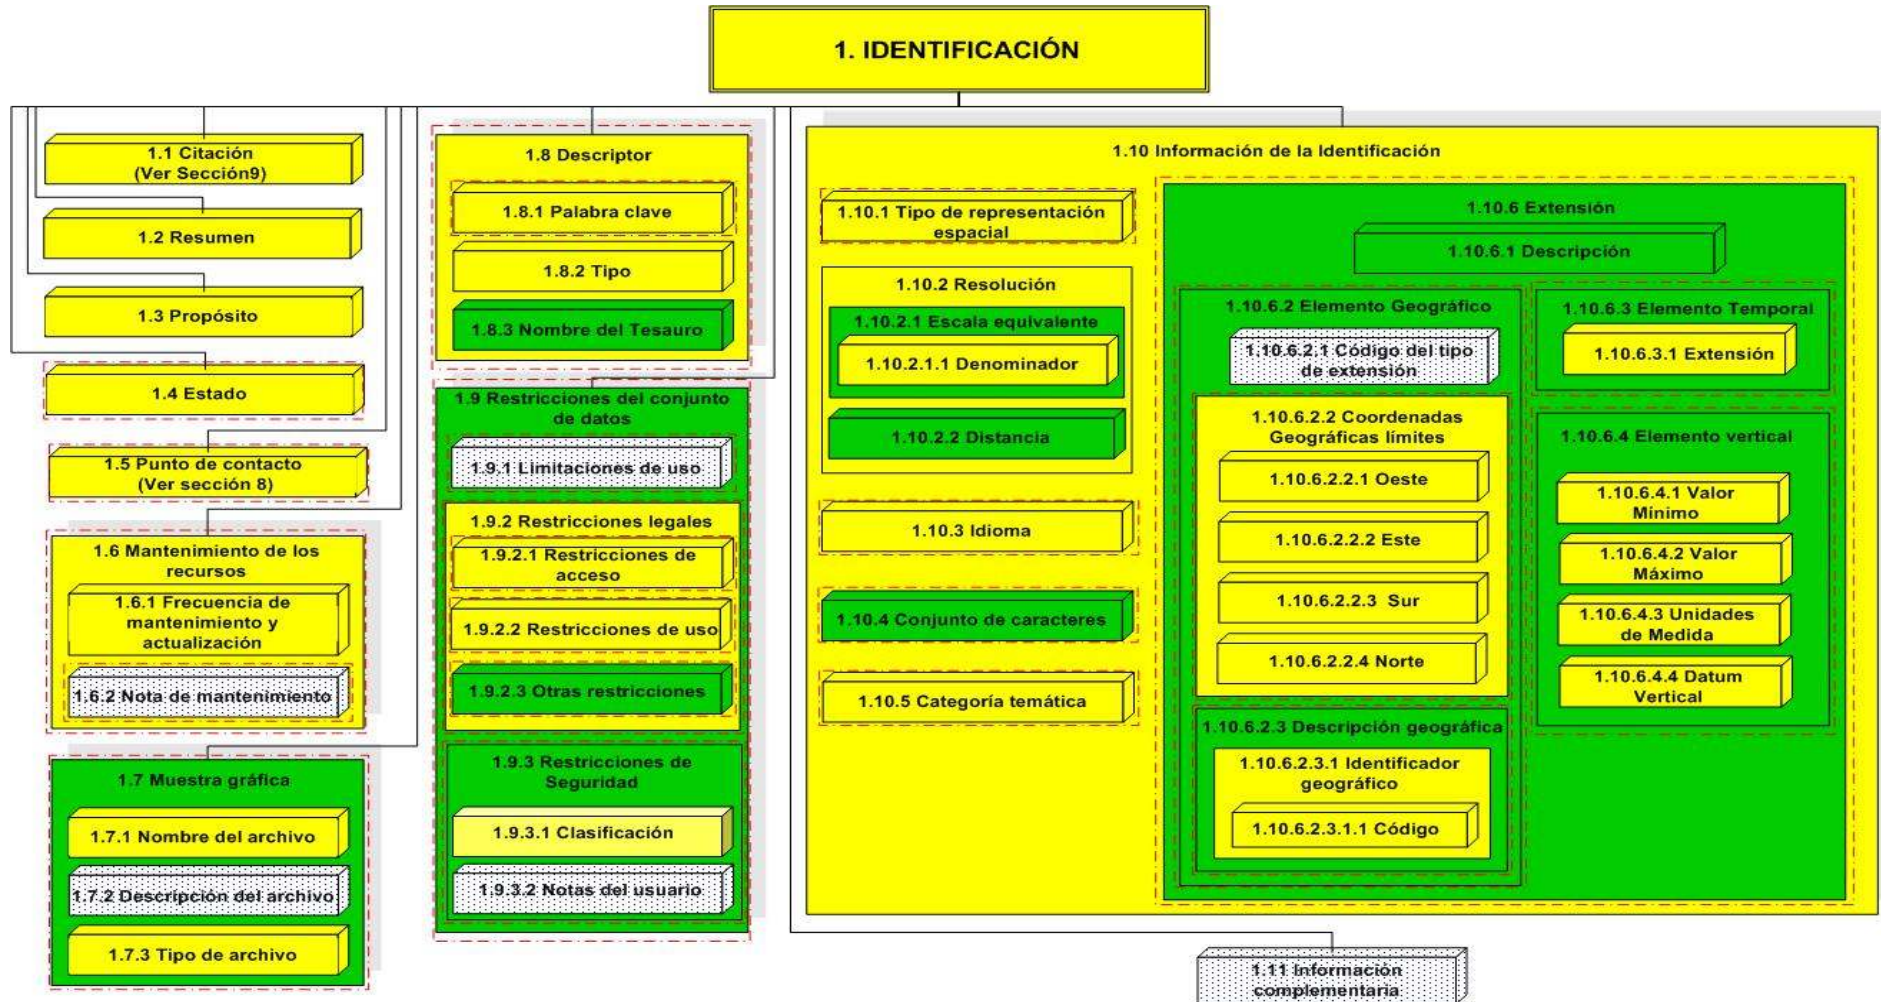 1. IDENTIFICACIÓN
1.1 Citación
(Ver Sección9)
1.2 Resumen
1.3 Propósito
1.4 Estado
1.5 Punto de contacto
(Ver sección 8)
1.6 Mantenimiento de los
recursos
1.6.1 Frecuencia de
mantenimiento y
actualización
1.6.2 Nota de mantenimiento
1.7 Muestra gráfica
1.7.1 Nombre del archivo
1.7.2 Descripción del archivo
1.7.3 Tipo de archivo
1.8 Descriptor
1.8.1 Palabra clave
1.8.2 Tipo
1.8.3 Nombre del Tesauro
1.9 Restricciones del conjunto
de datos
1.9.1 Limitaciones de uso
1.9.2 Restricciones legales
1.9.2.1 Restricciones de
acceso
1.9.2.2 Restricciones de uso
1.9.2.3 Otras restricciones
1.9.3 Restricciones de
Seguridad
1.9.3.1 Clasificación
1.9.3.2 Notas del usuario
1.10 Información de la Identificación
1.10.1 Tipo de representación
espacial
1.10.2 Resolución
1.10.2.1 Escala equivalente
1.10.2.1.1 Denominador
1.10.2.2 Distancia
1.10.3 Idioma
1.10.4 Conjunto de caracteres
1.10.5 Categoría temática
1.10.6 Extensión
1.10.6.1 Descripción
1.10.6.2 Elemento Geográfico
1.10.6.2.1 Código del tipo
de extensión
1.10.6.2.2 Coordenadas
Geográficas límites
1.10.6.2.2.1 Oeste
1.10.6.2.2.2 Este
1.10.6.2.2.3 Sur
1.10.6.2.2.4 Norte
1.10.6.2.3 Descripción geográfica
1.10.6.2.3.1 Identificador
geográfico
1.10.6.2.3.1.1 Código
1.10.6.3 Elemento Temporal
1.10.6.3.1 Extensión
1.10.6.4 Elemento vertical
1.10.6.4.1 Valor
Mínimo
1.10.6.4.2 Valor
Máximo
1.10.6.4.3 Unidades
de Medida
1.10.6.4.4 Datum
Vertical
1.11 Información
complementaria